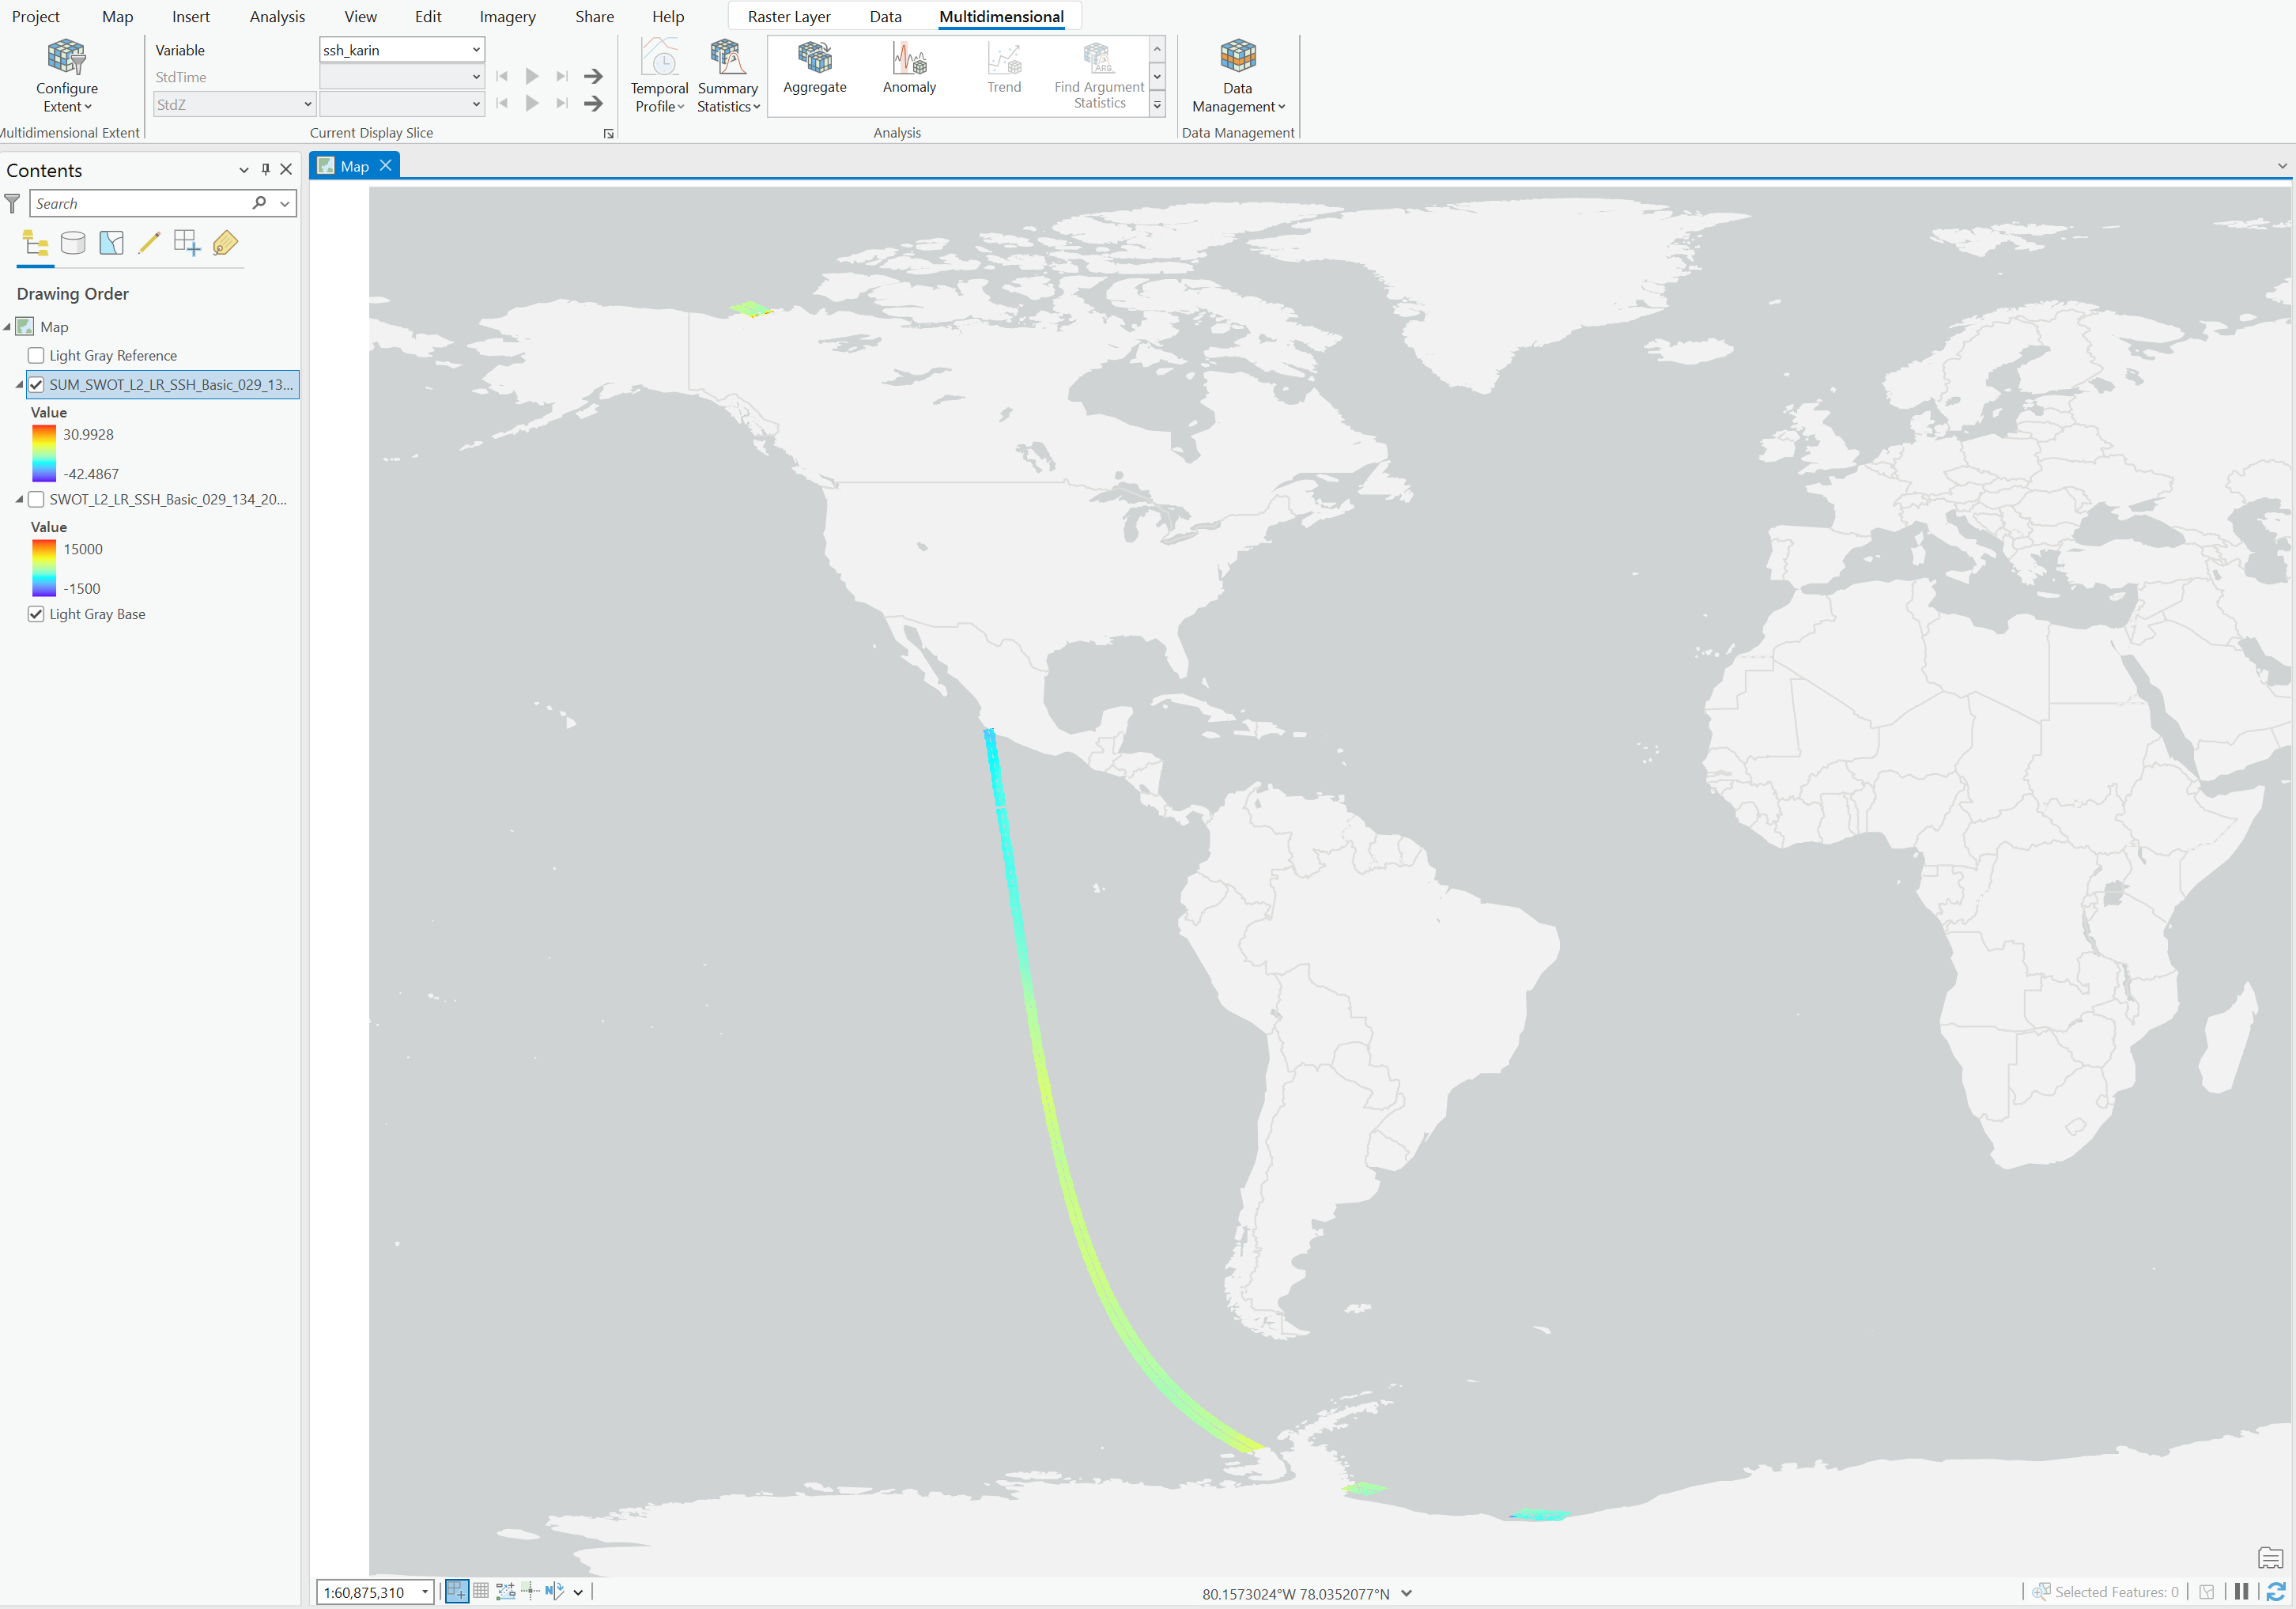 Project Map Insert Analysis View Edit Imagery Share Help Raster Layer Data Multidimensional
Configure Extent
Multidimensional Extent
Variable ssh_karin
StdTime
StdZ
Current Display Slice
Temporal Profile
Summary Statistics
Aggregate
Anomaly
Trend
Find Argument Statistics
ARG.
Analysis
Data Management
Data Management
Contents
Search
Drawing Order
Map
Light Gray Reference
SUM_SWOT_L2_LR_SSH_Basic_029_13...
Value
30.9928
-42.4867
SWOT_L2_LR_SSH_Basic_029_134_20...
Value
15000
-1500
Light Gray Base
Map
1:60,875,310
N
80.1573024°W 78.0352077°N
Selected Features: 0